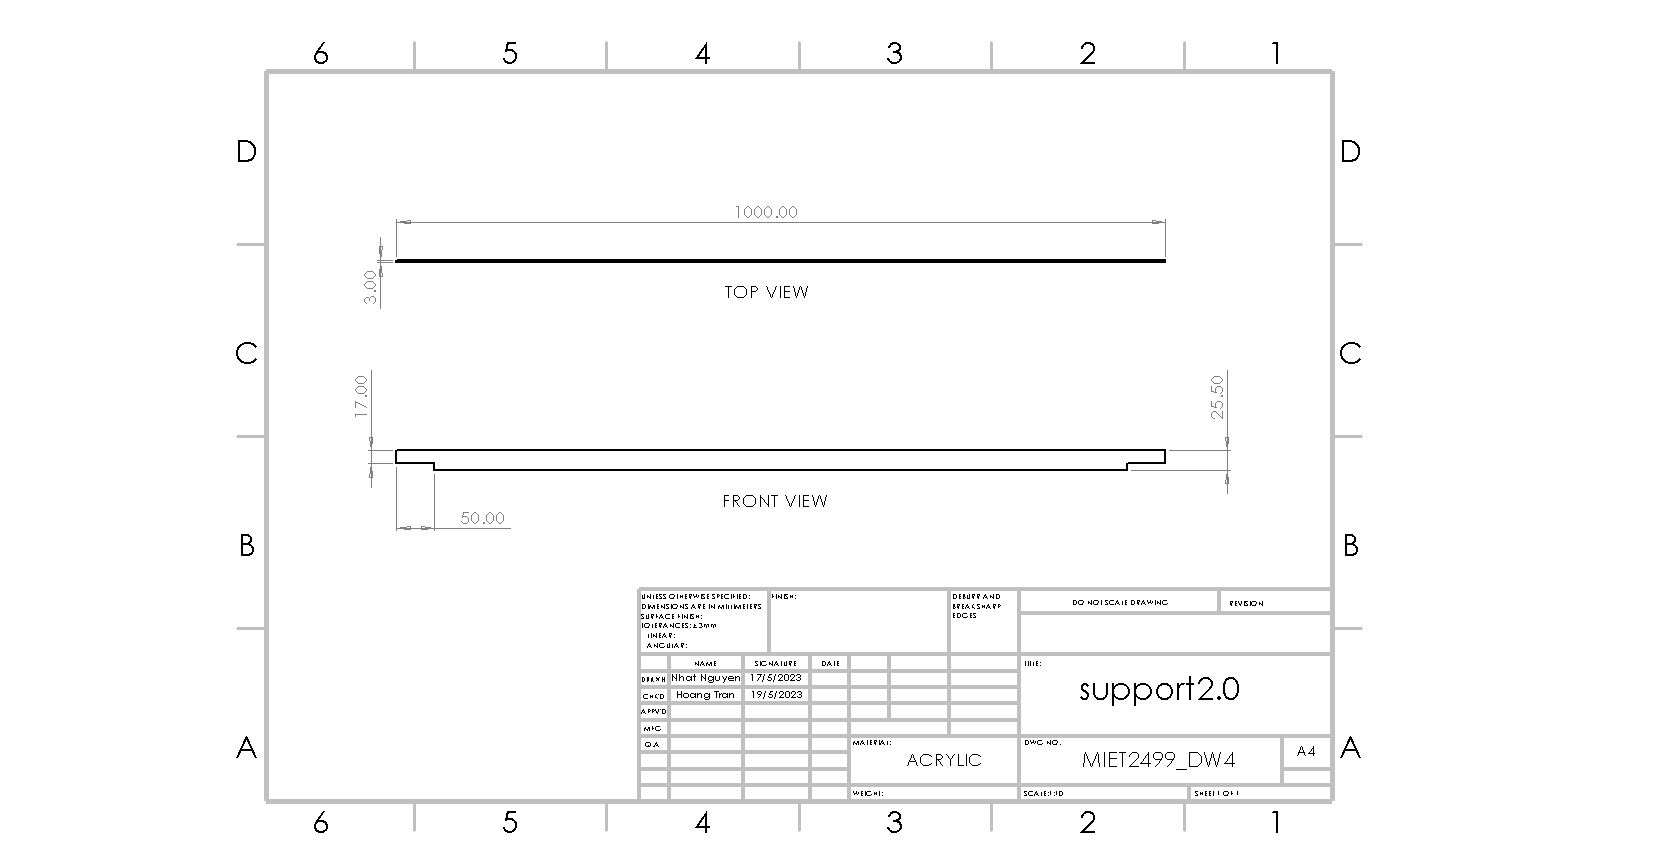 6 5 4 3 2 1
D D
1000.00
3.00
TOP VIEW
C C
17.00
25.50
FRONT VIEW
50.00
B B
UNLESS OTHERWISE SPECIFIED:
DIMENSIONS ARE IN MILLIMETERS
SURFACE FINISH:
TOLERANCES: ±3mm
LINEAR:
ANGULAR:
FINISH:
DEBURR AND
BREAK SHARP
EDGES
DO NOT SCALE DRAWING
REVISION
NAME SIGNATURE DATE
DRAWN Nhat Nguyen 17/5/2023
CHK'D Hoang Tran 19/5/2023
APPV'D
MFG
Q.A
TITLE:
support2.0
MATERIAL:
ACRYLIC
DWG NO.
MIET2499_DW4
A4
WEIGHT:
SCALE:1:10
SHEET 1 OF 1
A A
6 5 4 3 2 1